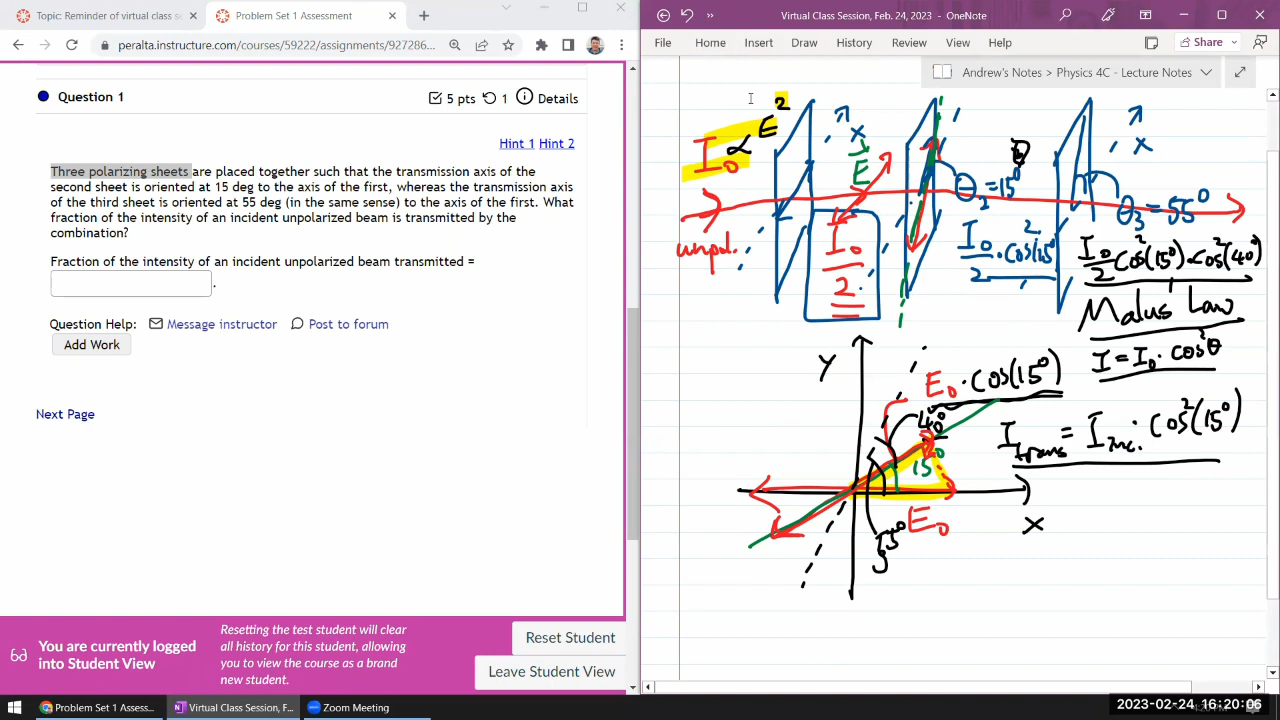 Topic: Reminder of virtual class se
Problem Set 1 Assessment
peralta.instructure.com/courses/59222/assignments/927286...
Question 1
5 pts 1 Details
Hint 1 Hint 2
Three polarizing sheets are placed together such that the transmission axis of the
second sheet is oriented at 15 deg to the axis of the first, whereas the transmission axis
of the third sheet is oriented at 55 deg (in the same sense) to the axis of the first. What
fraction of the intensity of an incident unpolarized beam is transmitted by the
combination?
Fraction of the intensity of an incident unpolarized beam transmitted =
.
Question Help: Message instructor Post to forum
Add Work
Next Page
You are currently logged
into Student View
Resetting the test student will clear
all history for this student, allowing
you to view the course as a brand
new student.
Reset Student
Leave Student View
Virtual Class Session, Feb. 24, 2023 - OneNote
File Home Insert Draw History Review View Help
Share
Andrew's Notes > Physics 4C - Lecture Notes
I₀ ∝ E²
x
E
x
θ₂ = 15°
θ₃ = 55°
unpol.
I₀/2
I₀/2 · cos²(15°)
I₀/2 cos²(15°) · cos²(40°)
Malus Law
I = I₀ · cos²θ
y
E₀ · cos(15°)
40°
15°
I trans = I inc. · cos²(15°)
55°
E₀
x
Problem Set 1 Assess...
Virtual Class Session, F...
Zoom Meeting
2023-02-24 16:20:06